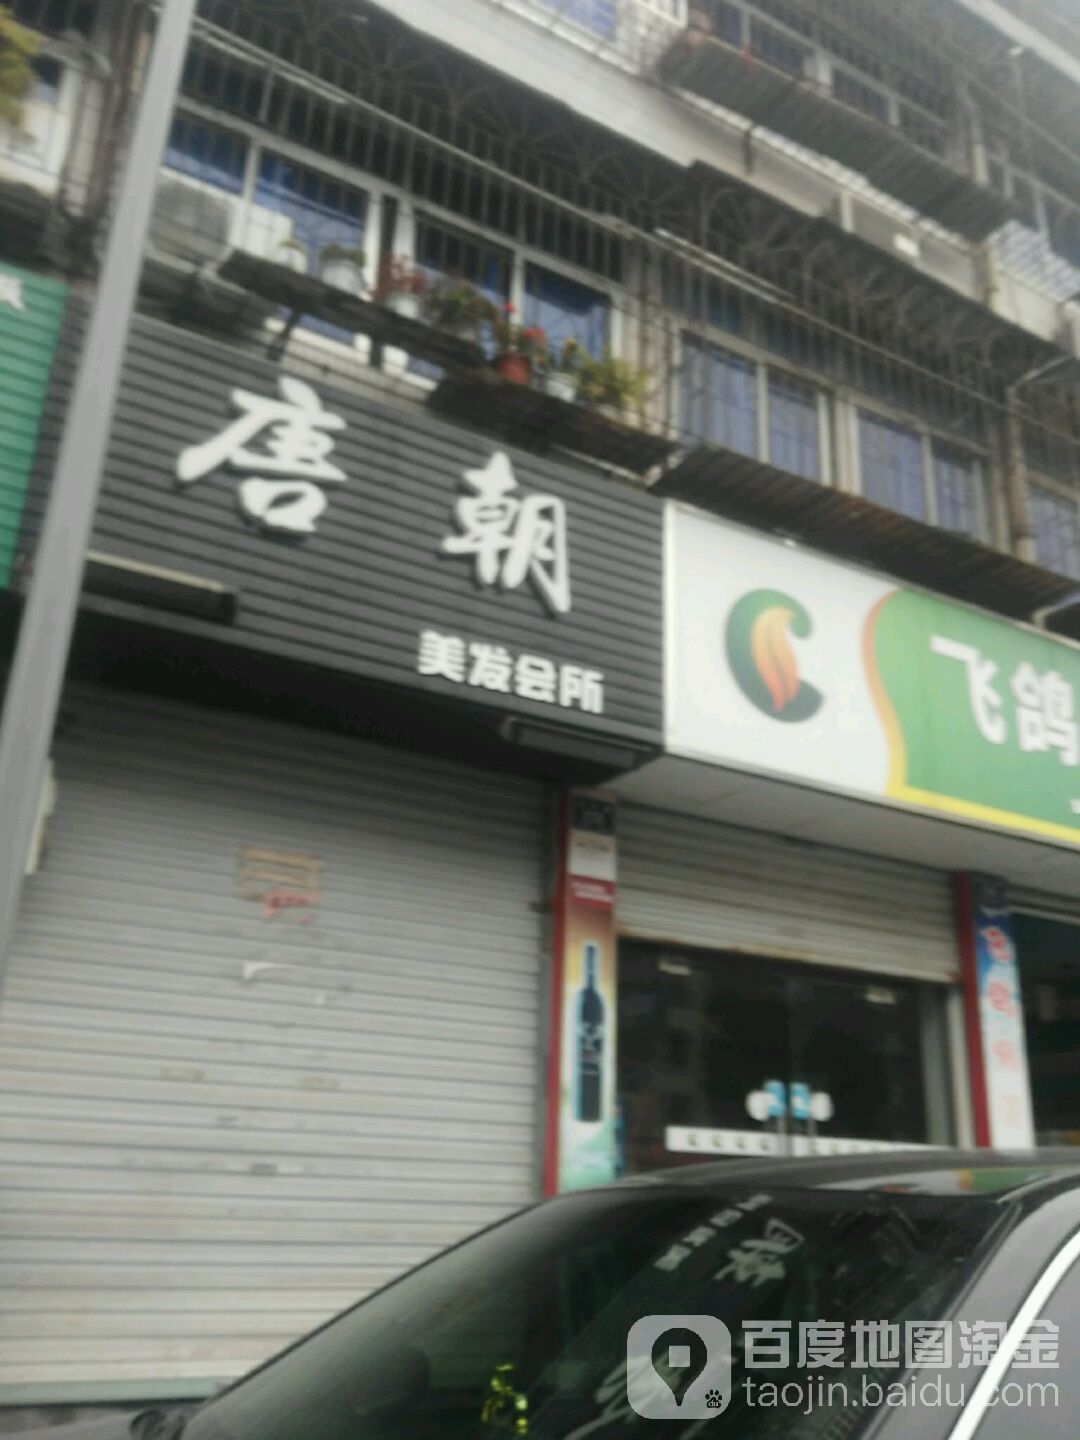 唐朝
美发会所
飞鸽
百度地图淘金
taojin.baidu.com